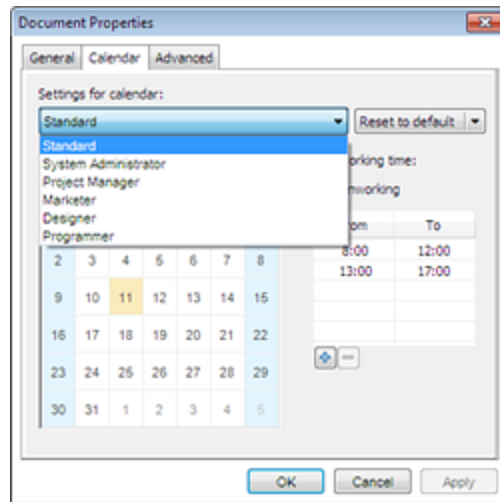 Document Properties
General Calendar Advanced
Settings for calendar:
Standard Reset to default
Standard
System Administrator
Project Manager
Marketer
Designer
Programmer
orking time:
nworking
om To
8:00 12:00
13:00 17:00
2 3 4 5 6 7 8
9 10 11 12 13 14 15
16 17 18 19 20 21 22
23 24 25 26 27 28 29
30 31 1 2 3 4 5
OK Cancel Apply